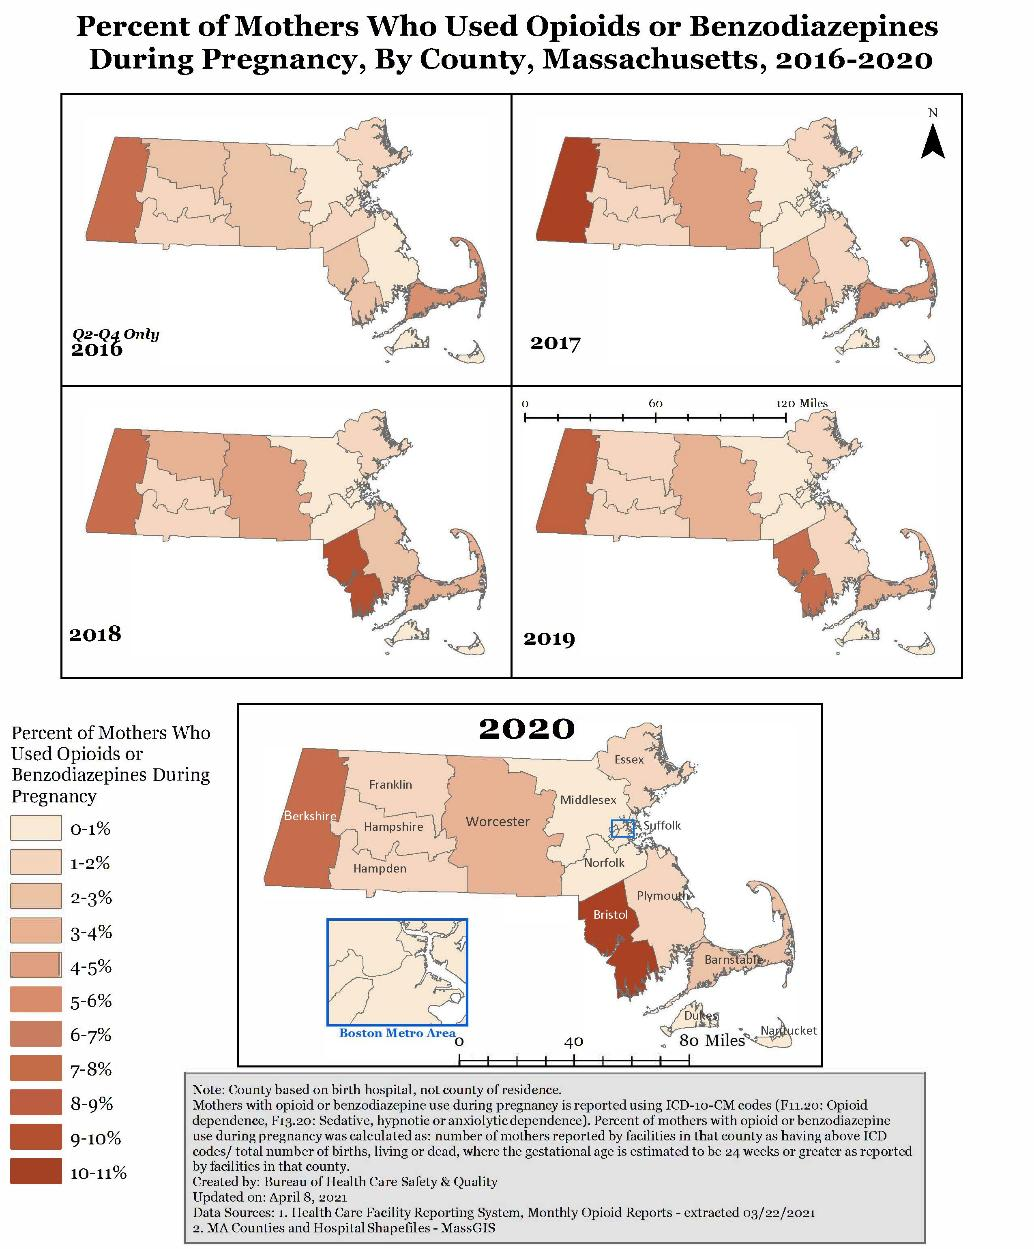 Percent of Mothers Who Used Opioids or Benzodiazepines
During Pregnancy, By County, Massachusetts, 2016-2020
N
Q2-Q4 Only
2016
2017
0 60 120 Miles
2018
2019
2020
Percent of Mothers Who
Used Opioids or
Benzodiazepines During
Pregnancy
0-1%
1-2%
2-3%
3-4%
4-5%
5-6%
6-7%
7-8%
8-9%
9-10%
10-11%
Essex
Franklin
Middlesex
Berkshire
Worcester
Hampshire
Suffolk
Norfolk
Hampden
Plymouth
Bristol
Barnstable
Dukes
Nantucket
Boston Metro Area
0 40 80 Miles
Note: County based on birth hospital, not county of residence.
Mothers with opioid or benzodiazepine use during pregnancy is reported using ICD-10-CM codes (F11.20: Opioid
dependence, F13.20: Sedative, hypnotic or anxiolytic dependence). Percent of mothers with opioid or benzodiazepine
use during pregnancy was calculated as: number of mothers reported by facilities in that county as having above ICD
codes/ total number of births, living or dead, where the gestational age is estimated to be 24 weeks or greater as reported
by facilities in that county.
Created by: Bureau of Health Care Safety & Quality
Updated on: April 8, 2021
Data Sources: 1. Health Care Facility Reporting System, Monthly Opioid Reports - extracted 03/22/2021
2. MA Counties and Hospital Shapefiles - MassGIS